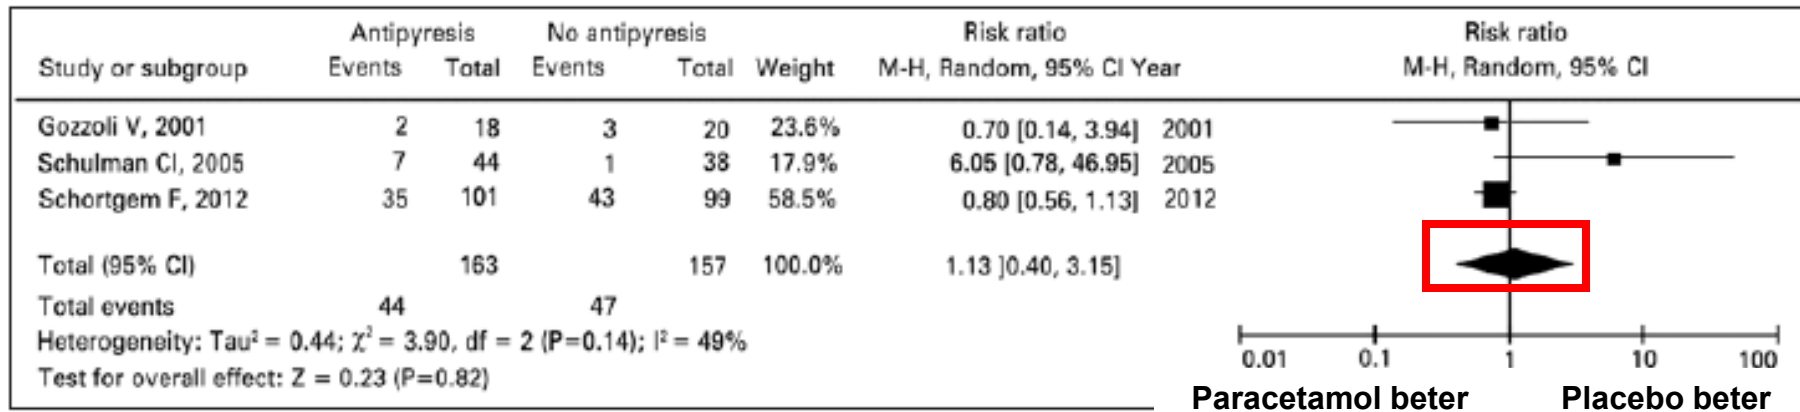 Antipyresis No antipyresis Risk ratio Risk ratio
Study or subgroup Events Total Events Total Weight M-H, Random, 95% CI Year M-H, Random, 95% CI
Gozzoli V, 2001 2 18 3 20 23.6% 0.70 [0.14, 3.94] 2001
Schulman CI, 2005 7 44 1 38 17.9% 6.05 [0.78, 46.95] 2005
Schortgem F, 2012 35 101 43 99 58.5% 0.80 [0.56, 1.13] 2012
Total (95% CI) 163 157 100.0% 1.13 ]0.40, 3.15]
Total events 44 47
Heterogeneity: Tau² = 0.44; χ² = 3.90, df = 2 (P=0.14); I² = 49%
Test for overall effect: Z = 0.23 (P=0.82)
0.01 0.1 1 10 100
Paracetamol beter Placebo beter